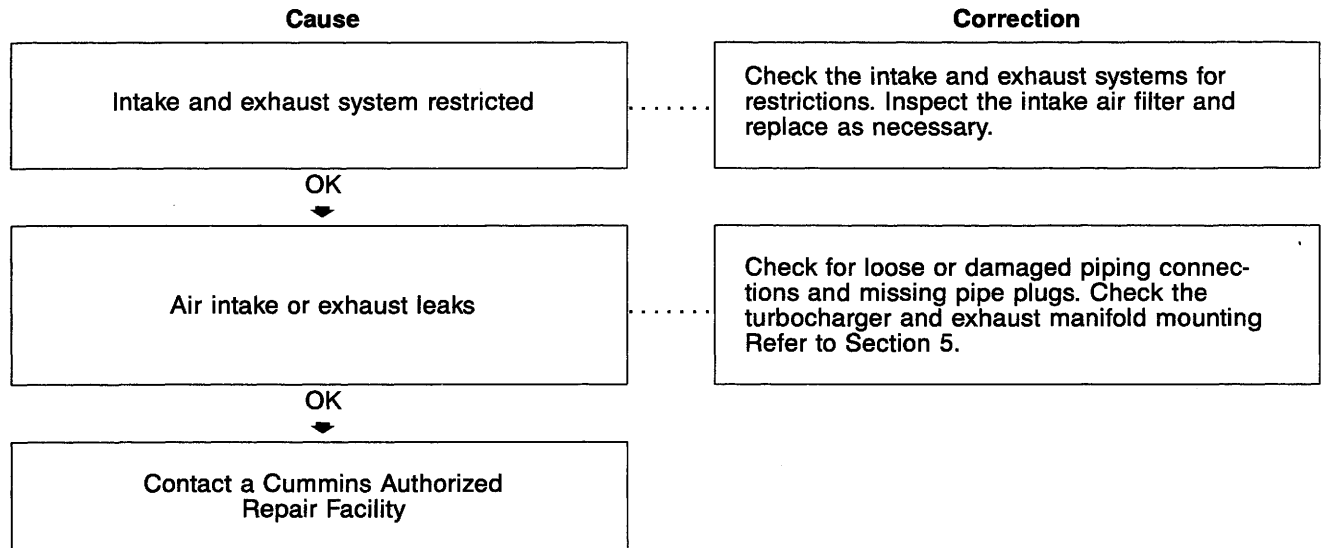 Cause
Correction
Intake and exhaust system restricted
Check the intake and exhaust systems for
restrictions. Inspect the intake air filter and
replace as necessary.
OK
Air intake or exhaust leaks
Check for loose or damaged piping connec-
tions and missing pipe plugs. Check the
turbocharger and exhaust manifold mounting
Refer to Section 5.
OK
Contact a Cummins Authorized
Repair Facility